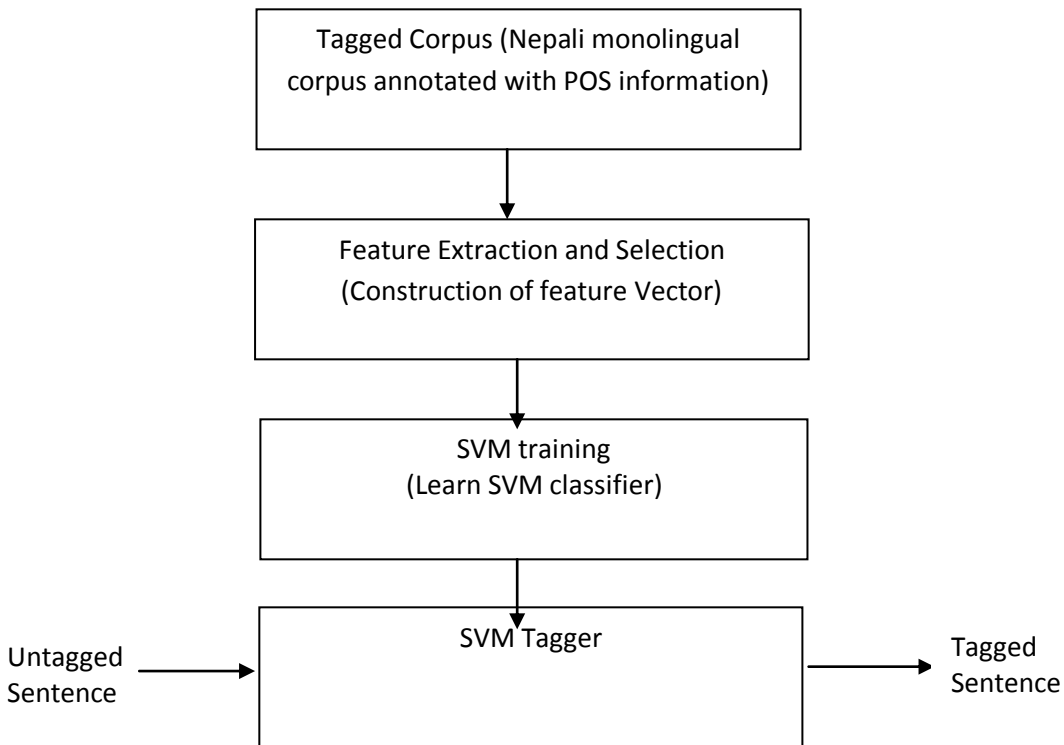 Tagged Corpus (Nepali monolingual
corpus annotated with POS information)
Feature Extraction and Selection
(Construction of feature Vector)
SVM training
(Learn SVM classifier)
SVM Tagger
Untagged
Sentence
Tagged
Sentence